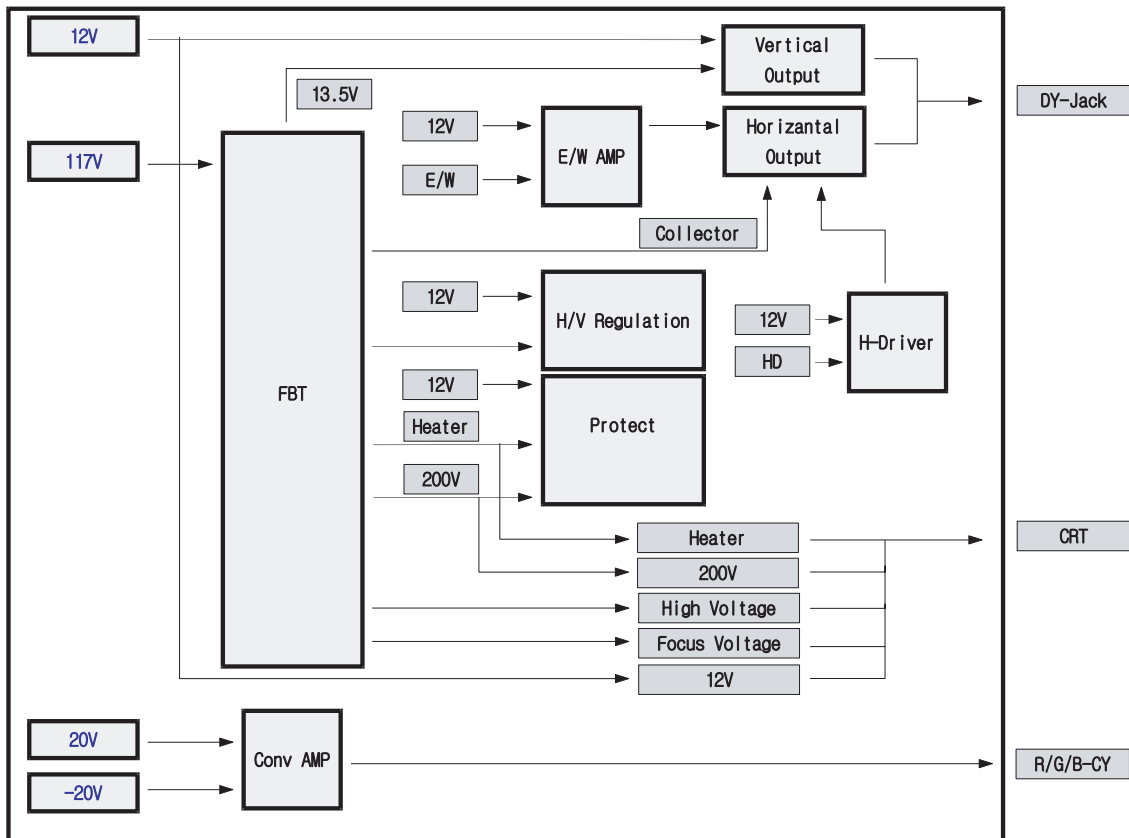 12V
Vertical
Output
13.5V
DY-Jack
12V
Horizantal
Output
117V
E/W AMP
E/W
Collector
12V
H/V Regulation
12V
H-Driver
HD
12V
FBT
Heater
Protect
200V
Heater
CRT
200V
High Voltage
Focus Voltage
12V
20V
Conv AMP
R/G/B-CY
-20V